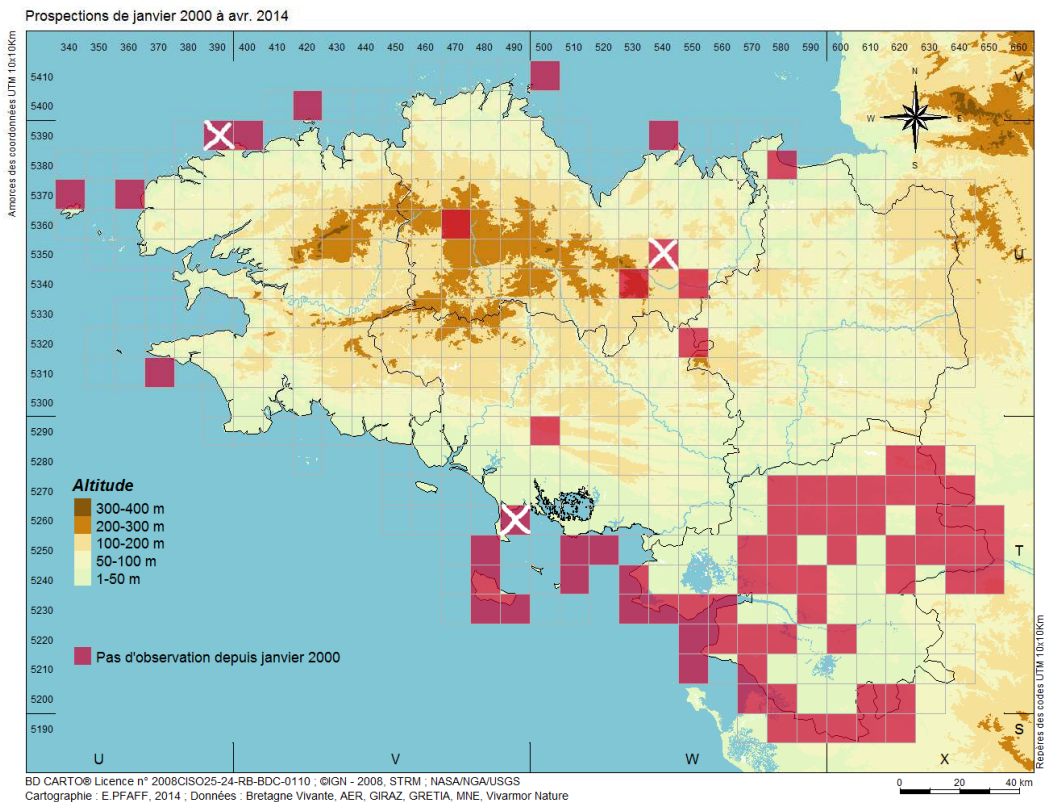 Prospections de janvier 2000 à avr. 2014
340 350 360 370 380 390 400 410 420 430 440 450 460 470 480 490 500 510 520 530 540 550 560 570 580 590 600 610 620 630 640 650 660
Amorces des coordonnées UTM 10x10Km
5410
5400
5390
5380
5370
5360
5350
5340
5330
5320
5310
5300
5290
5280
5270
5260
5250
5240
5230
5220
5210
5200
5190
N
W E
S
V
U
T
S
Altitude
300-400 m
200-300 m
100-200 m
50-100 m
1-50 m
Pas d'observation depuis janvier 2000
U V W X
Repères des codes UTM 10x10Km
BD CARTO® Licence n° 2008CISO25-24-RB-BDC-0110 ; ©IGN - 2008, STRM ; NASA/NGA/USGS
Cartographie : E.PFAFF, 2014 ; Données : Bretagne Vivante, AER, GIRAZ, GRETIA, MNE, Vivarmor Nature
0 20 40 km